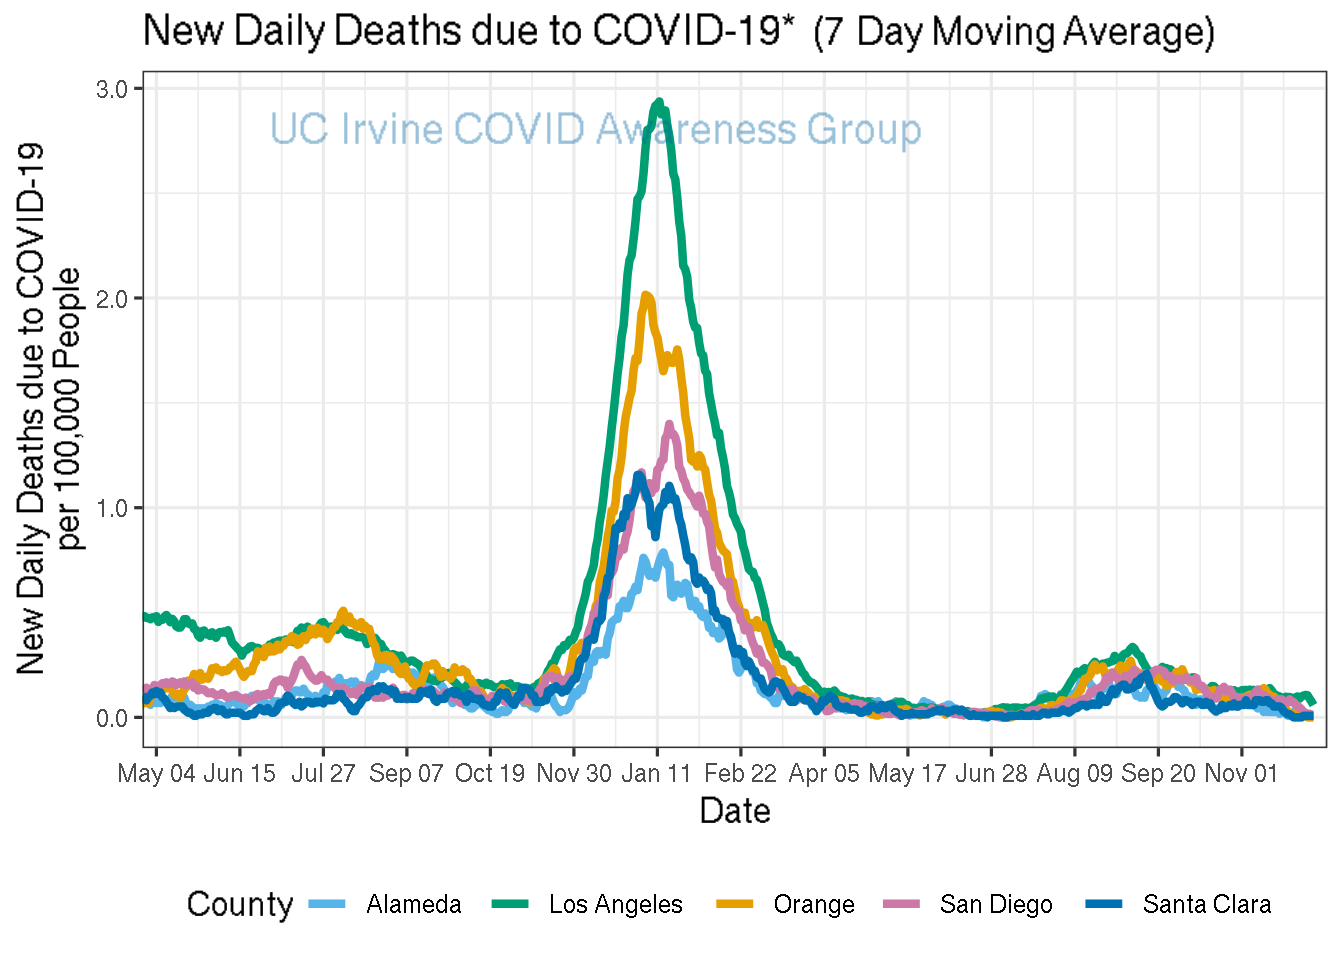 New Daily Deaths due to COVID-19* (7 Day Moving Average)
UC Irvine COVID Awareness Group
New Daily Deaths due to COVID-19
per 100,000 People
3.0
2.0
1.0
0.0
May 04 Jun 15 Jul 27 Sep 07 Oct 19 Nov 30 Jan 11 Feb 22 Apr 05 May 17 Jun 28 Aug 09 Sep 20 Nov 01
Date
County Alameda Los Angeles Orange San Diego Santa Clara